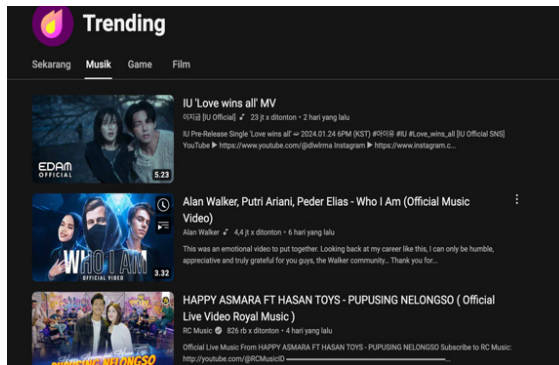 Trending
Sekarang Musik Game Film
IU 'Love wins all' MV
이지금 [IU Official] 23 jt x ditonton • 2 hari yang lalu
IU Pre-Release Single 'Love wins all' ➫ 2024.01.24 6PM (KST) #아이유 #IU #Love_wins_all [IU Official SNS]
YouTube ▶ https://www.youtube.com/@dlwlrma Instagram ▶ https://www.instagram.c...
EDAM
OFFICIAL
5.23
Alan Walker, Putri Ariani, Peder Elias - Who I Am (Official Music
Video)
Alan Walker 4,4 jt x ditonton • 6 hari yang lalu
This was an emotional video to put together. Looking back at my career like this, I can only be humble,
appreciative and truly grateful for you guys, the Walker community... Thank you for...
WHO I AM
OFFICIAL VIDEO
3.32
HAPPY ASMARA FT HASAN TOYS - PUPUSING NELONGSO ( Official
Live Video Royal Music )
RC Music 826 rb x ditonton • 4 hari yang lalu
Official Live Music From HAPPY ASMARA FT HASAN TOYS - PUPUSING NELONGSO Subscribe to RC Music:
http://youtube.com/@RCMusicID
PUPUSING NELONGSO